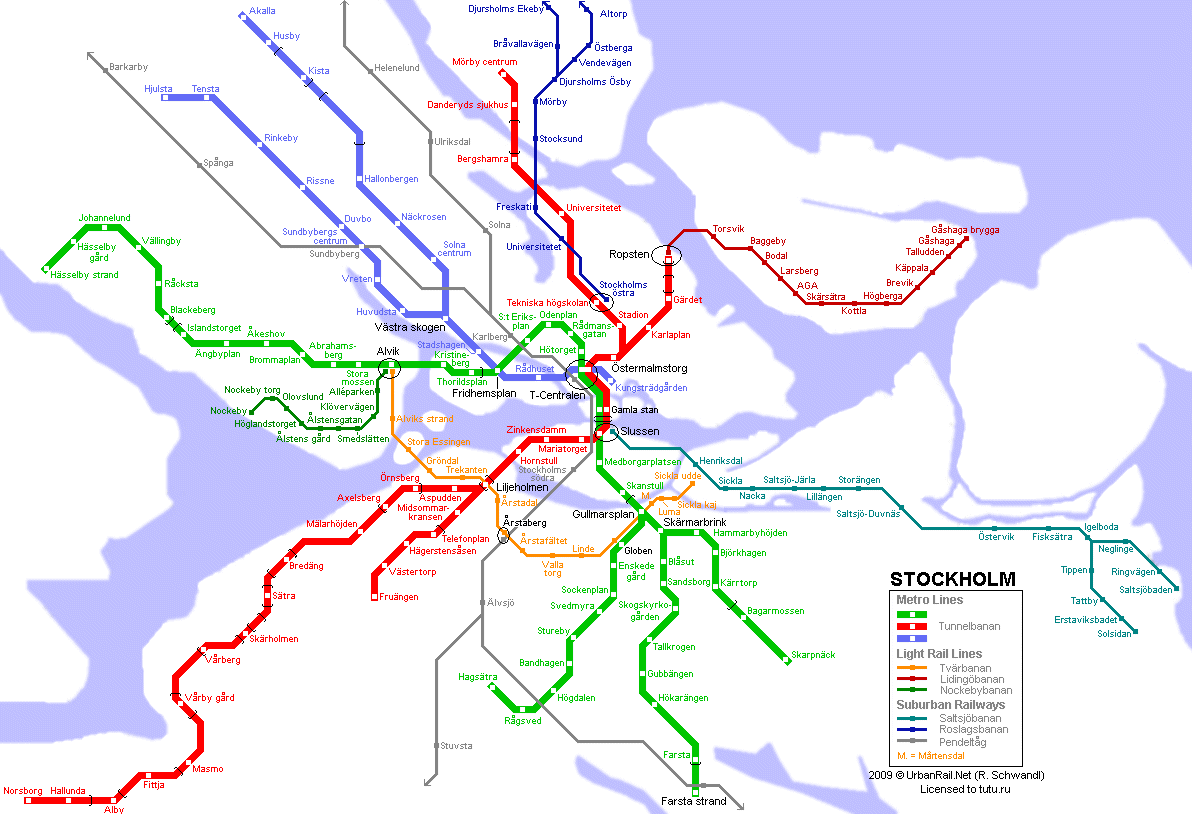 Akalla
Husby
Kista
Hjulsta
Tensta
Rinkeby
Rissne
Duvbo
Sundbybergs
centrum
Sundbyberg
Vreten
Huvudsta
Västra skogen
Hallonbergen
Näckrosen
Solna
centrum
Barkarby
Spånga
Helenelund
Ulriksdal
Solna
Karlberg
Djursholms Ekeby
Altorp
Bråvallavägen
Östberga
Vendevägen
Djursholms Ösby
Mörby
Stocksund
Freskati
Universitetet
Stockholms
östra
Mörby centrum
Danderyds sjukhus
Bergshamra
Universitetet
Tekniska högskolan
Stadion
Ropsten
Gärdet
Karlaplan
Östermalmstorg
Torsvik
Baggeby
Bodal
Larsberg
AGA
Skärsätra
Kottla
Högberga
Brevik
Käppala
Talludden
Gåshaga
Gåshaga brygga
Johannelund
Hässelby
gård
Hässelby strand
Vällingby
Råcksta
Blackeberg
Islandstorget
Ängbyplan
Åkeshov
Brommaplan
Abrahams-
berg
Stora
mossen
Alvik
Kristine-
berg
Thorildsplan
Stadshagen
Fridhemsplan
S:t Eriks-
plan
Odenplan
Rådmans-
gatan
Hötorget
Rådhuset
T-Centralen
Kungsträdgården
Gamla stan
Slussen
Nockeby torg
Olovslund
Nockeby
Höglandstorget
Ålstensgatan
Ålstens gård
Smedslätten
Klövervägen
Alléparken
Alviks strand
Stora Essingen
Gröndal
Trekanten
Liljeholmen
Årstadal
Årstaberg
Årstafältet
Valla
torg
Linde
Gullmarsplan
M.
Luma
Sickla kaj
Sickla udde
Zinkensdamm
Mariatorget
Hornstull
Stockholms
södra
Örnsberg
Axelsberg
Mälarhöjden
Bredäng
Sätra
Skärholmen
Vårberg
Vårby gård
Masmo
Fittja
Alby
Hallunda
Norsborg
Aspudden
Midsommar-
kransen
Telefonplan
Hägerstensåsen
Västertorp
Fruängen
Medborgarplatsen
Skanstull
Skärmarbrink
Globen
Enskede
gård
Sockenplan
Svedmyra
Stureby
Bandhagen
Högdalen
Rågsved
Hagsätra
Blåsut
Sandsborg
Skogskyrko-
gården
Tallkrogen
Gubbängen
Hökarängen
Farsta
Farsta strand
Hammarbyhöjden
Björkhagen
Kärrtorp
Bagarmossen
Skarpnäck
Älvsjö
Stuvsta
Henriksdal
Sickla
Nacka
Saltsjö-Järla
Lillängen
Storängen
Saltsjö-Duvnäs
Östervik
Fisksätra
Igelboda
Neglinge
Ringvägen
Saltsjöbaden
Tippen
Tattby
Erstaviksbadet
Solsidan
STOCKHOLM
Metro Lines
Tunnelbanan
Light Rail Lines
Tvärbanan
Lidingöbanan
Nockebybanan
Suburban Railways
Saltsjöbanan
Roslagsbanan
Pendeltåg
M. = Mårtensdal
2009 © UrbanRail.Net (R. Schwandl)
Licensed to tutu.ru